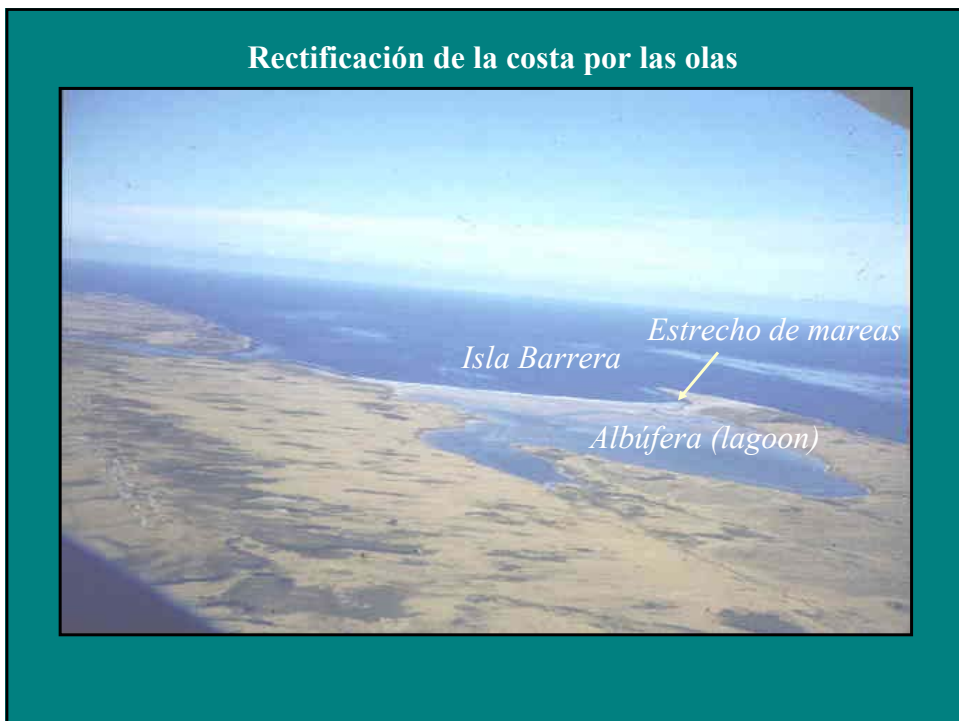 Rectificación de la costa por las olas
Estrecho de mareas
Isla Barrera
Albúfera (lagoon)